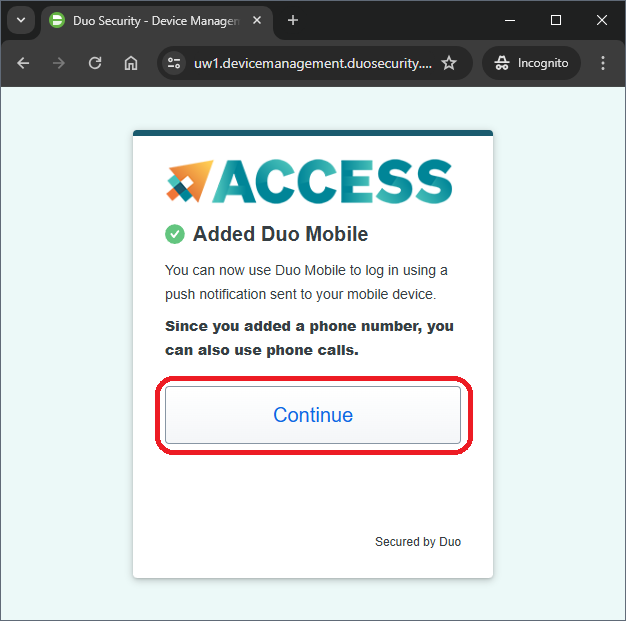 Duo Security - Device Managem
uw1.devicemanagement.duosecurity....
Incognito
ACCESS
Added Duo Mobile
You can now use Duo Mobile to log in using a
push notification sent to your mobile device.
Since you added a phone number, you
can also use phone calls.
Continue
Secured by Duo